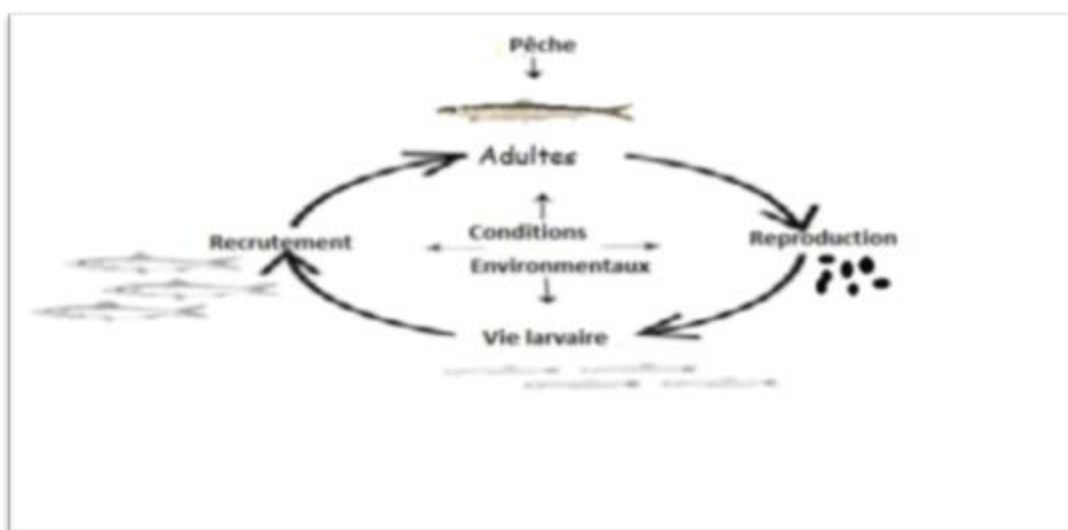 Pêche
Adultes
Recrutement
Conditions
Environmentaux
Reproduction
Vie larvaire